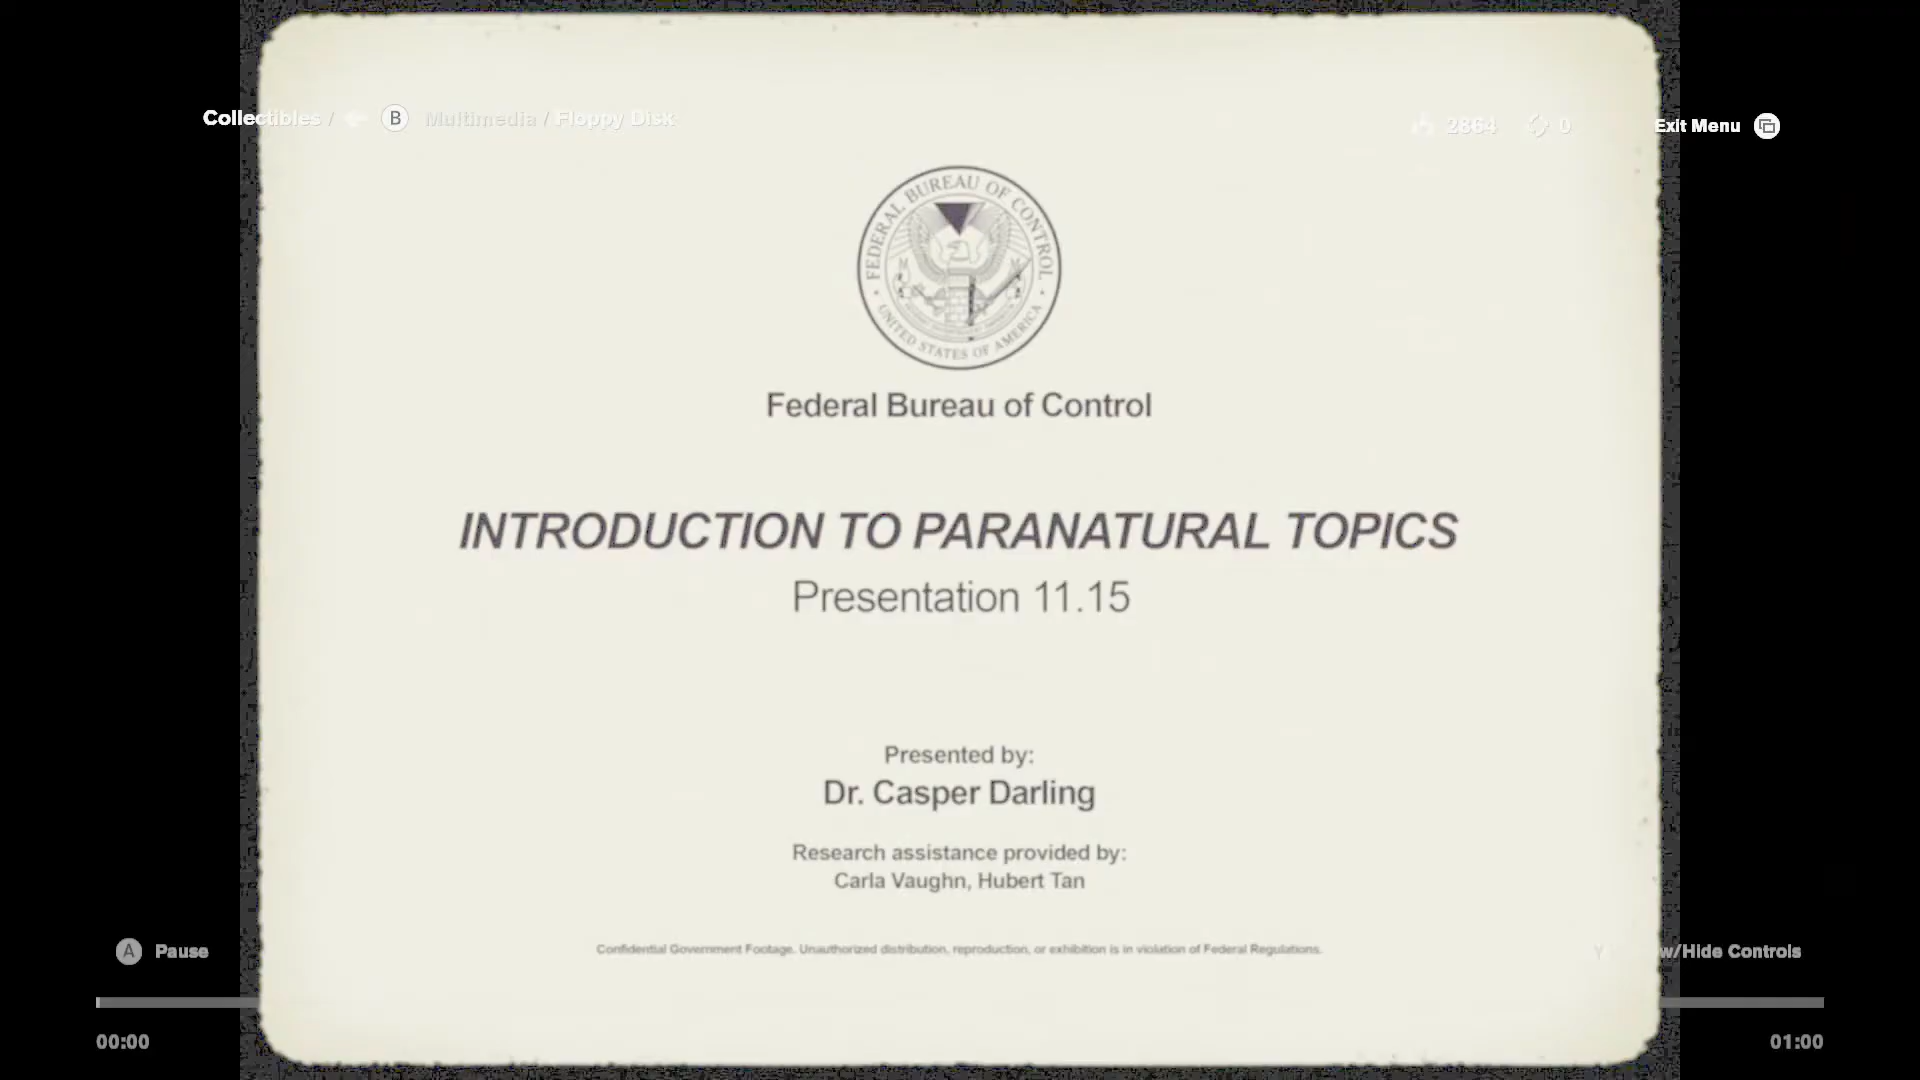 Collectibles / B Multimedia / Floppy Disk
2864 0
Exit Menu
FEDERAL BUREAU OF CONTROL
UNITED STATES OF AMERICA
Federal Bureau of Control
INTRODUCTION TO PARANATURAL TOPICS
Presentation 11.15
Presented by:
Dr. Casper Darling
Research assistance provided by:
Carla Vaughn, Hubert Tan
Confidential Government Footage. Unauthorized distribution, reproduction, or exhibition is in violation of Federal Regulations.
A Pause
Y w/Hide Controls
00:00
01:00